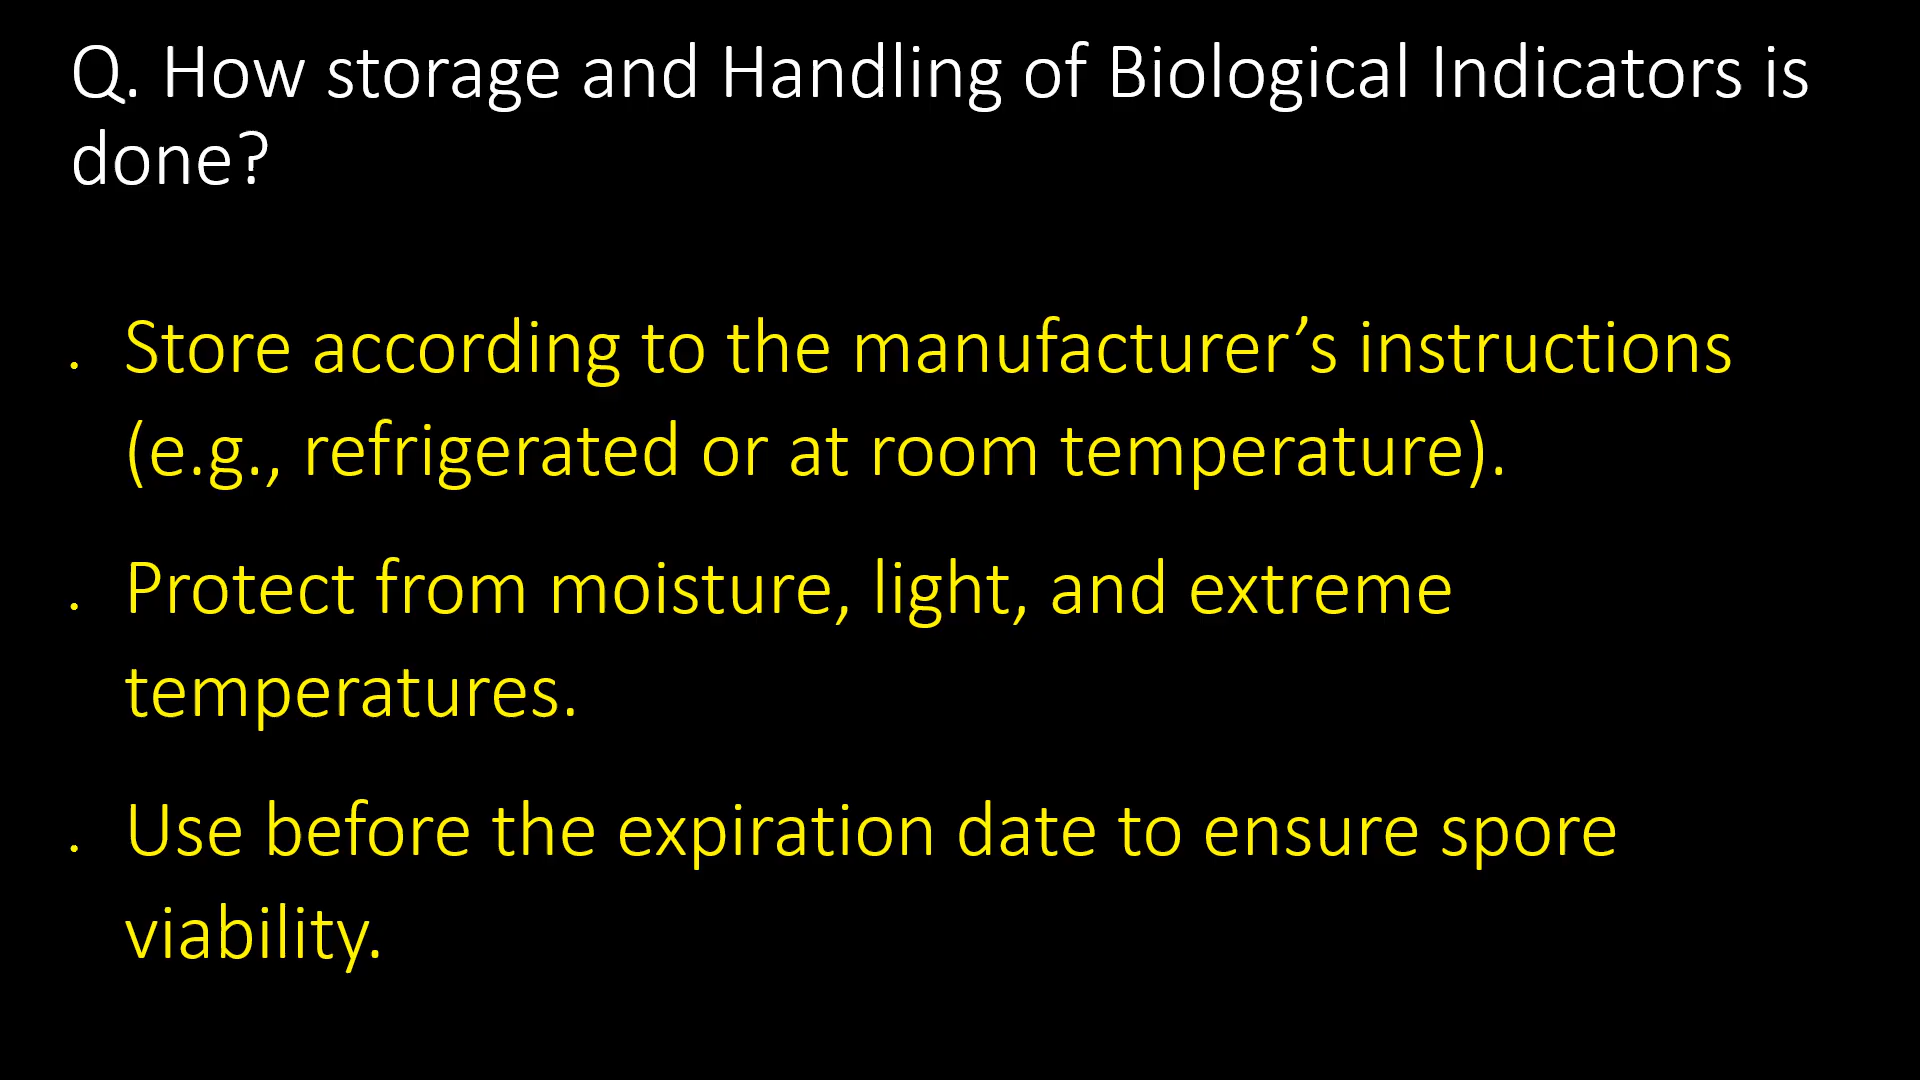 Q. How storage and Handling of Biological Indicators is
done?
• Store according to the manufacturer’s instructions
(e.g., refrigerated or at room temperature).
• Protect from moisture, light, and extreme
temperatures.
• Use before the expiration date to ensure spore
viability.